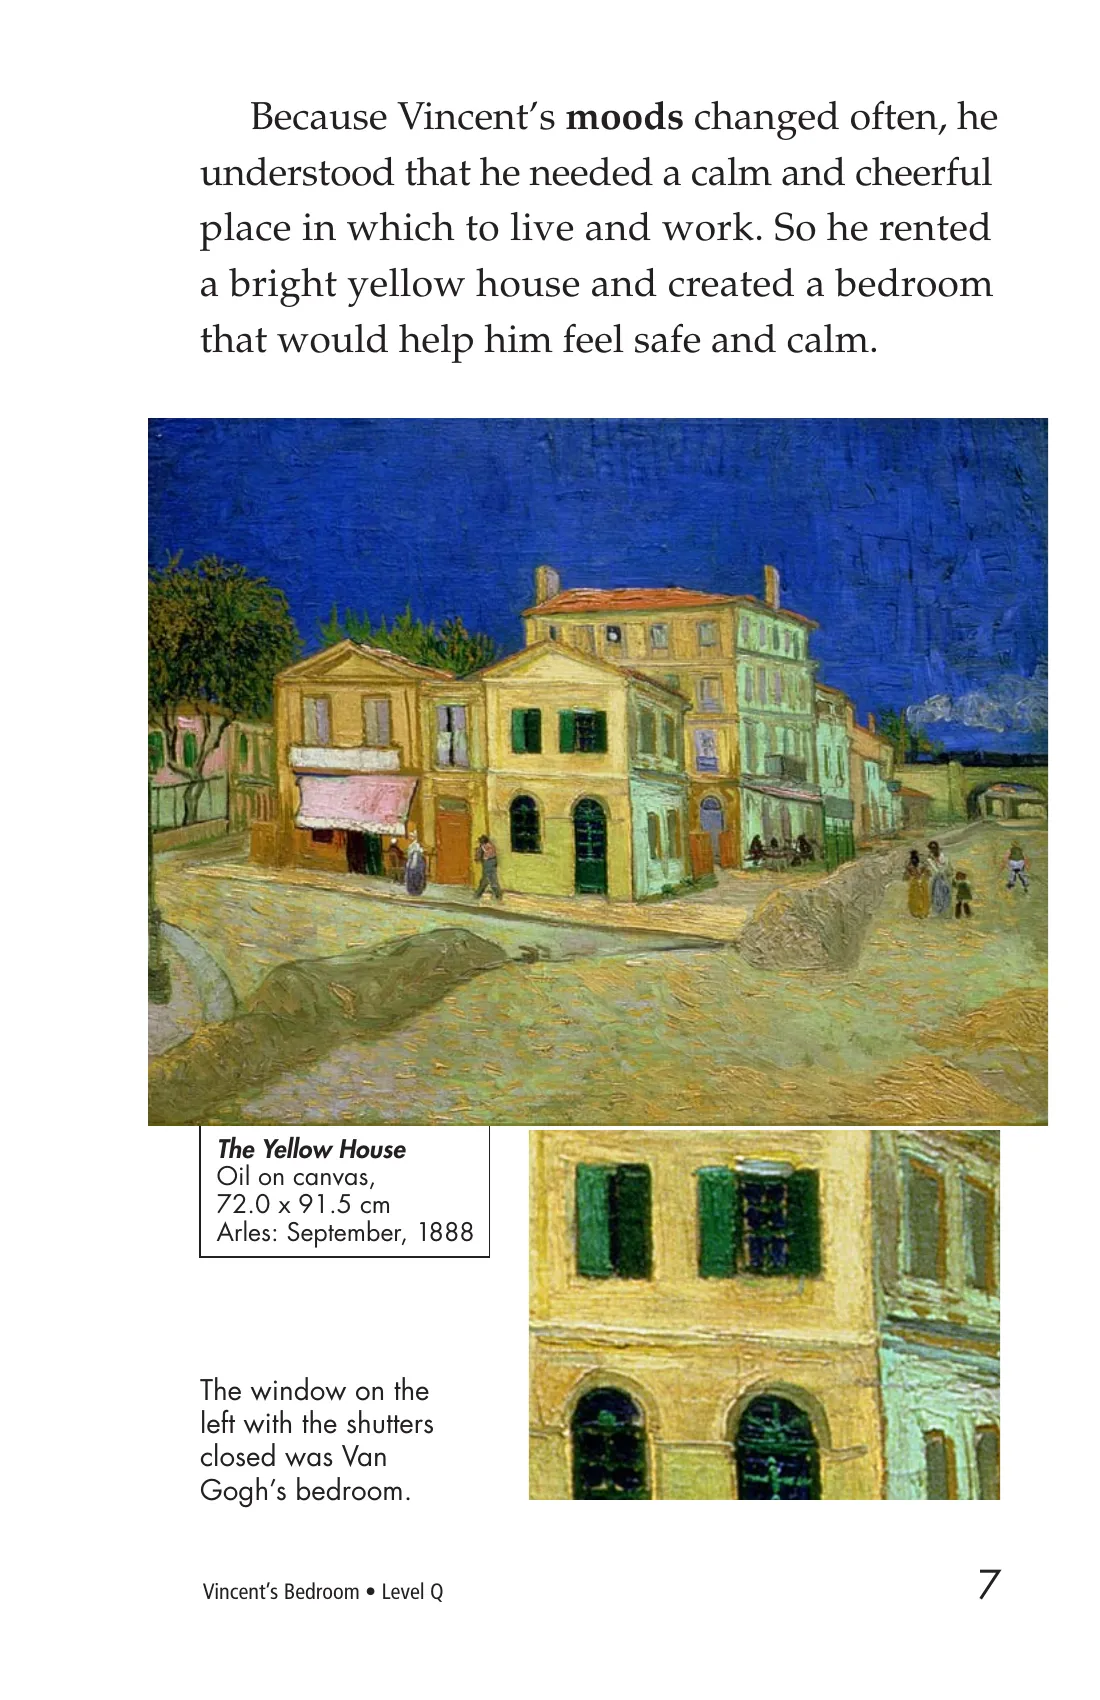 Because Vincent’s moods changed often, he
understood that he needed a calm and cheerful
place in which to live and work. So he rented
a bright yellow house and created a bedroom
that would help him feel safe and calm.
The Yellow House
Oil on canvas,
72.0 x 91.5 cm
Arles: September, 1888
The window on the
left with the shutters
closed was Van
Gogh’s bedroom.
Vincent’s Bedroom • Level Q
7